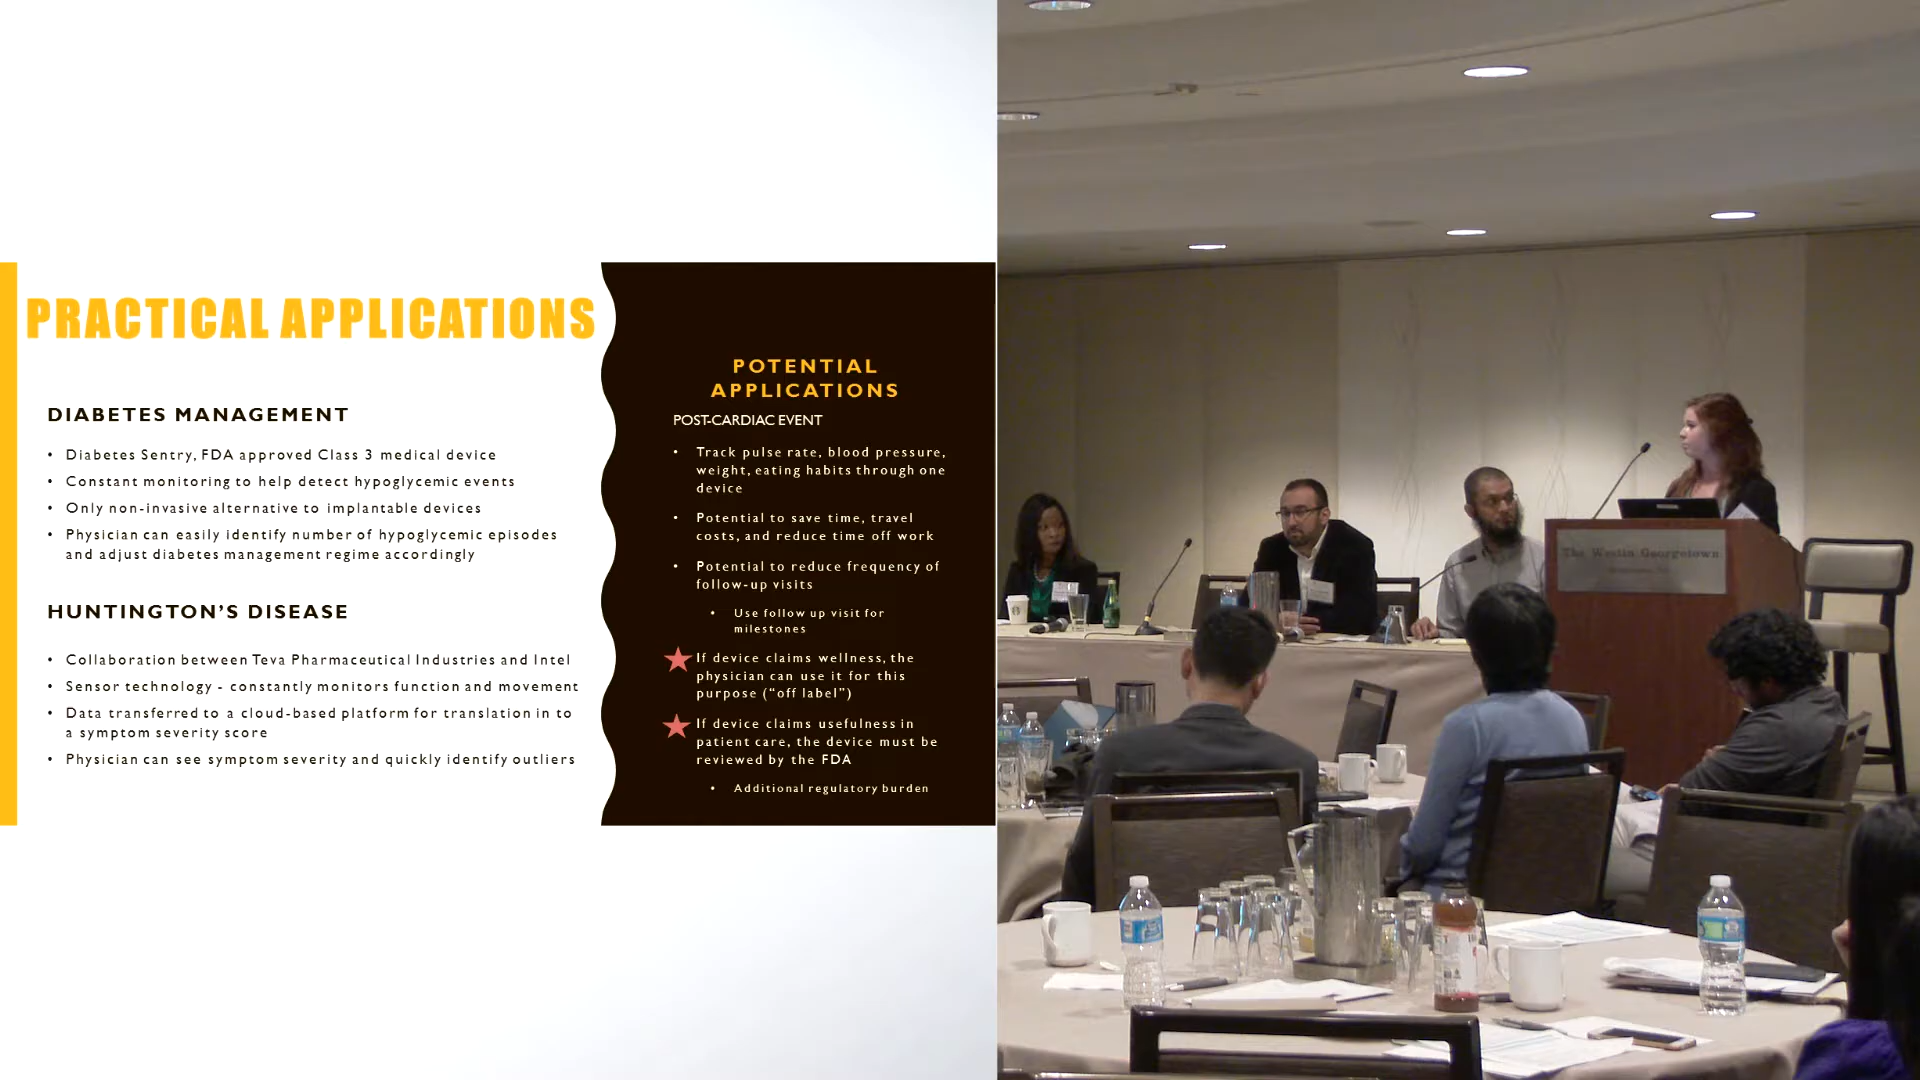 PRACTICAL APPLICATIONS
DIABETES MANAGEMENT
• Diabetes Sentry, FDA approved Class 3 medical device
• Constant monitoring to help detect hypoglycemic events
• Only non-invasive alternative to implantable devices
• Physician can easily identify number of hypoglycemic episodes
and adjust diabetes management regime accordingly
HUNTINGTON'S DISEASE
• Collaboration between Teva Pharmaceutical Industries and Intel
• Sensor technology - constantly monitors function and movement
• Data transferred to a cloud-based platform for translation in to
a symptom severity score
• Physician can see symptom severity and quickly identify outliers
POTENTIAL
APPLICATIONS
POST-CARDIAC EVENT
• Track pulse rate, blood pressure,
weight, eating habits through one
device
• Potential to save time, travel
costs, and reduce time off work
• Potential to reduce frequency of
follow-up visits
• Use follow up visit for
milestones
If device claims wellness, the
physician can use it for this
purpose ("off label")
If device claims usefulness in
patient care, the device must be
reviewed by the FDA
• Additional regulatory burden
The Westin Georgetown